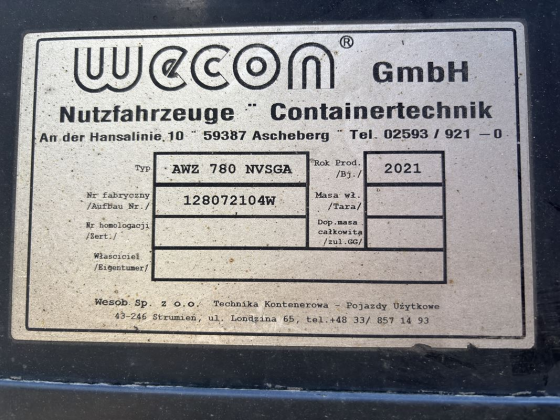 wecon® GmbH
Nutzfahrzeuge ¨ Containertechnik
An der Hansalinie 10 ¨ 59387 Ascheberg ¨ Tel. 02593 / 921 – 0
Typ AWZ 780 NVSGA Rok Prod. /Bj./ 2021
Nr fabryczny /Aufbau Nr./ 128072104W Masa wł. /Tara/
Nr homologacji /Zert./ Dop.masa całkowita /zul.GG/
Właściciel /Eigentumer/
Wesob Sp. z o.o. Technika Kontenerowa - Pojazdy Użytkowe
43-246 Strumień, ul. Londzina 65, tel.+48 33/ 857 14 93